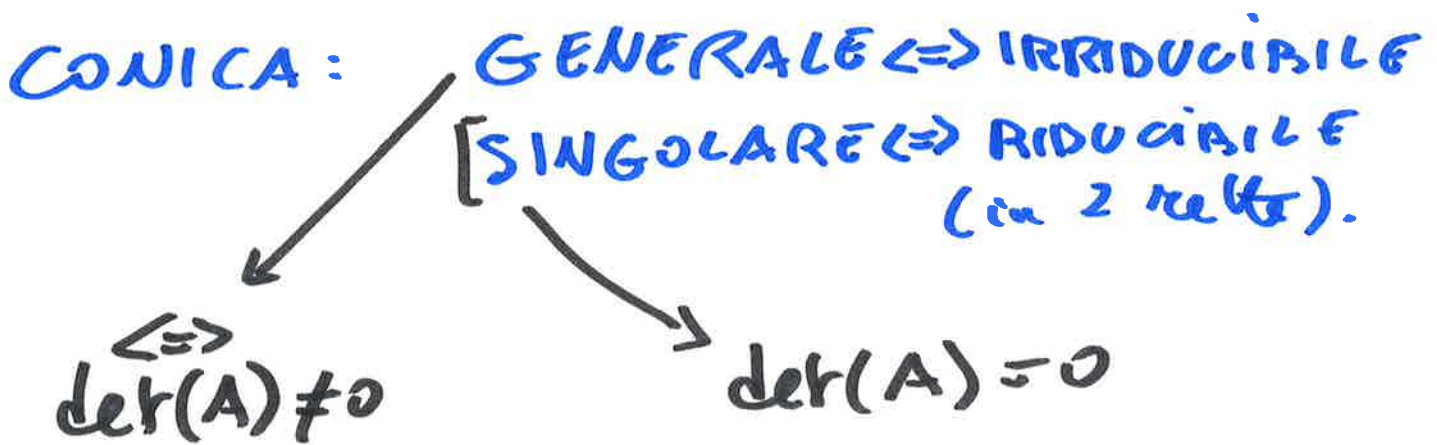 CONICA: GENERALE <=> IRRIDUCIBILE
[SINGOLARE <=> RIDUCIBILE
(in 2 rette).
<=>
det(A) ≠ 0
det(A) = 0